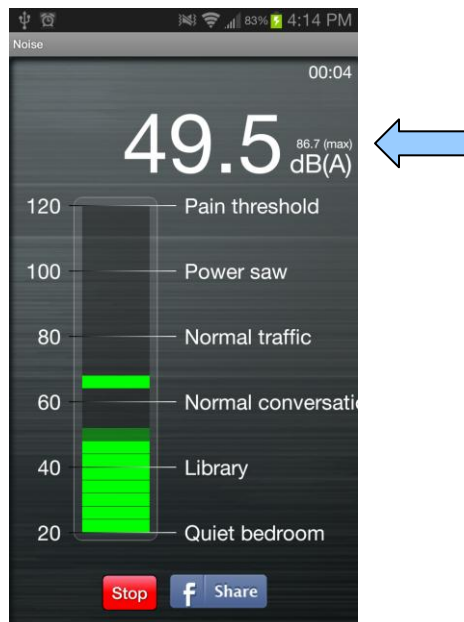 83% 4:14 PM
Noise
00:04
49.5 86.7 (max) dB(A)
120 Pain threshold
100 Power saw
80 Normal traffic
60 Normal conversati
40 Library
20 Quiet bedroom
Stop f Share